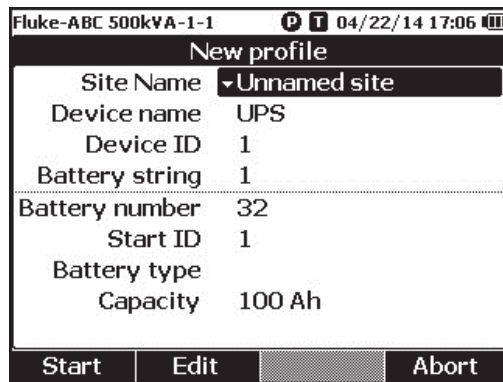 Fluke-ABC 500kVA-1-1 P T 04/22/14 17:06
New profile
Site Name Unnamed site
Device name UPS
Device ID 1
Battery string 1
Battery number 32
Start ID 1
Battery type
Capacity 100 Ah
Start Edit Abort